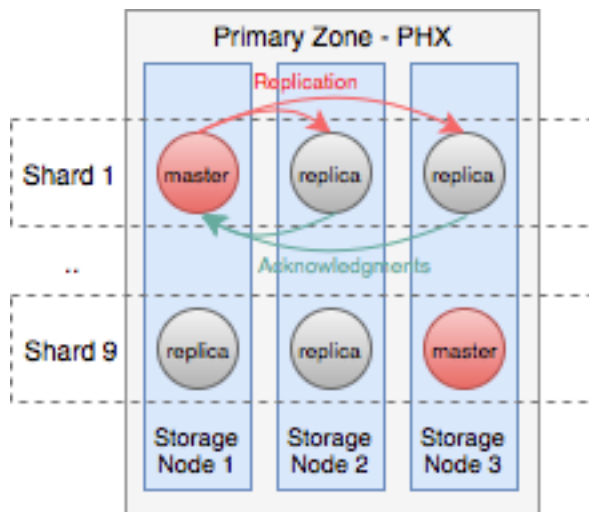 Primary Zone - PHX
Replication
Shard 1
master
replica
replica
Acknowledgments
..
Shard 9
replica
replica
master
Storage
Node 1
Storage
Node 2
Storage
Node 3